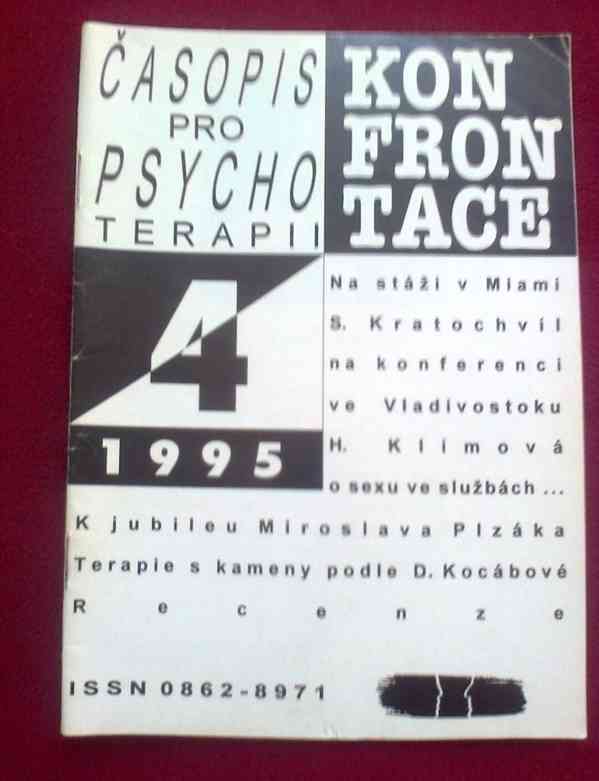 ČASOPIS
PRO
PSYCHO
TERAPII
KON
FRON
TACE
4
1995
Na stáži v Miami
S. Kratochvíl
na konferenci
ve Vladivostoku
H. Klimová
o sexu ve službách ...
K jubileu Miroslava Plzáka
Terapie s kameny podle D. Kocábové
Recenze
ISSN 0862-8971